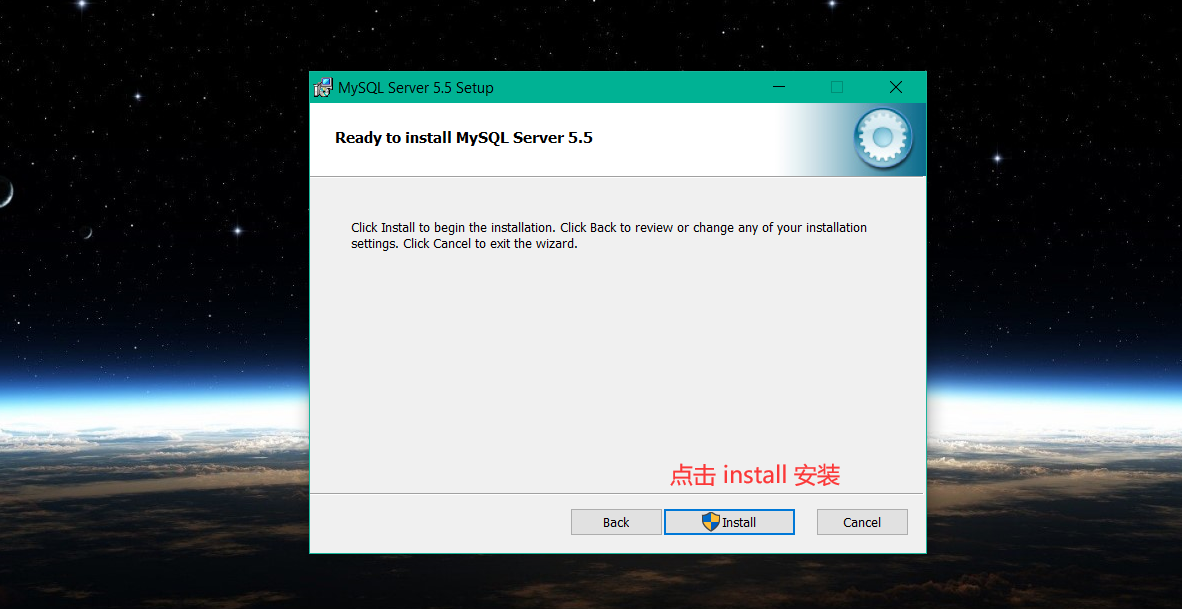 MySQL Server 5.5 Setup
Ready to install MySQL Server 5.5
Click Install to begin the installation. Click Back to review or change any of your installation
settings. Click Cancel to exit the wizard.
点击 install 安装
Back
Install
Cancel